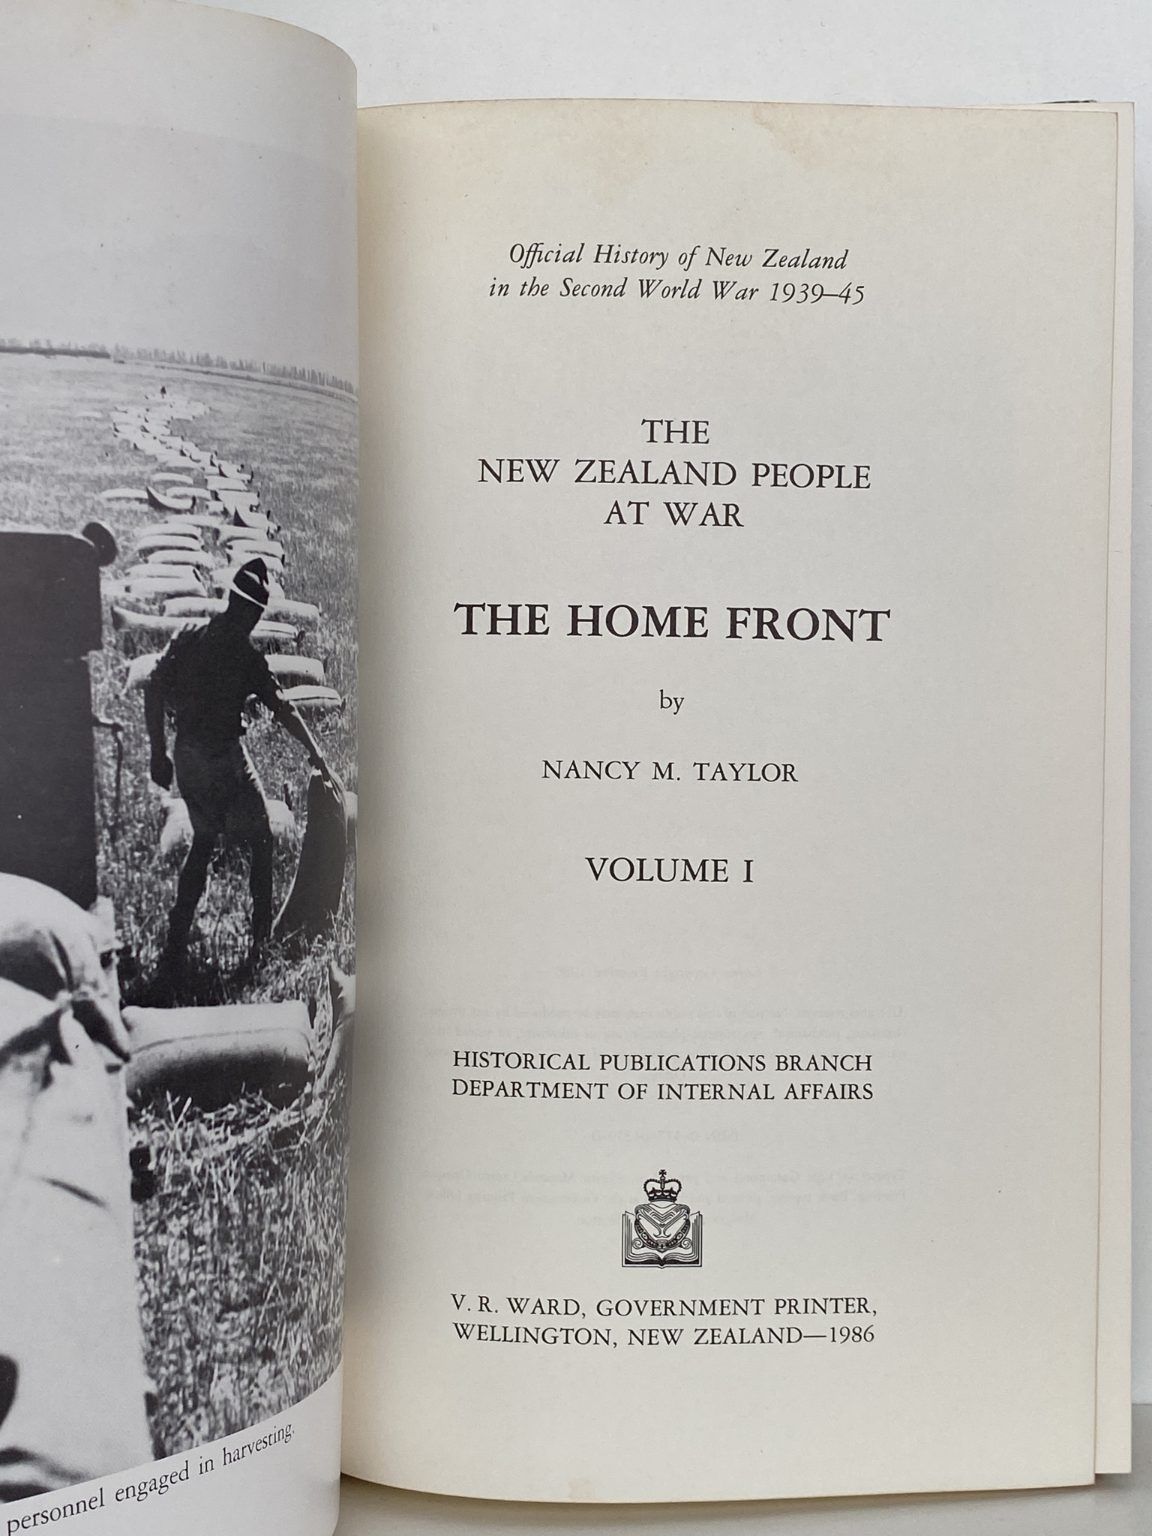 personnel engaged in harvesting.
Official History of New Zealand
in the Second World War 1939–45
THE
NEW ZEALAND PEOPLE
AT WAR
THE HOME FRONT
by
NANCY M. TAYLOR
VOLUME I
HISTORICAL PUBLICATIONS BRANCH
DEPARTMENT OF INTERNAL AFFAIRS
V. R. WARD, GOVERNMENT PRINTER,
WELLINGTON, NEW ZEALAND—1986